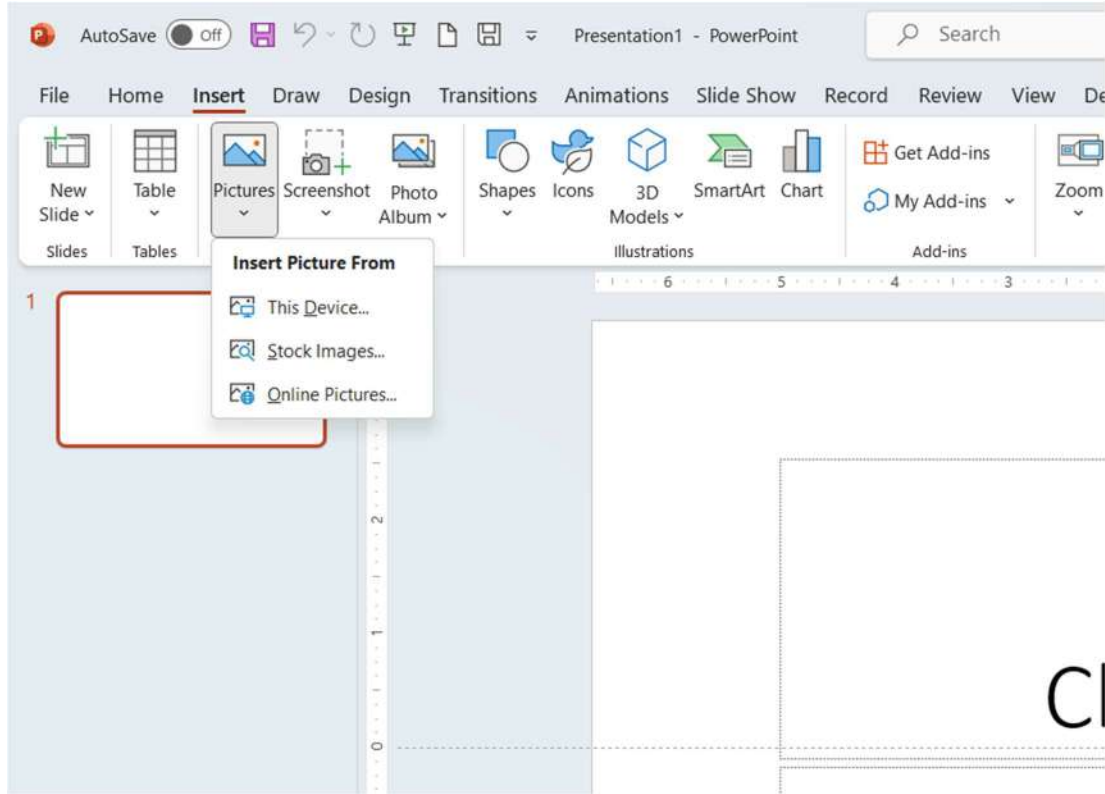 AutoSave Off Presentation1 - PowerPoint Search
File Home Insert Draw Design Transitions Animations Slide Show Record Review View De
New Slide Table Pictures Screenshot Photo Album Shapes Icons 3D Models SmartArt Chart Get Add-ins My Add-ins Zoom
Slides Tables Illustrations Add-ins
Insert Picture From
This Device...
Stock Images...
Online Pictures...
1
6 5 4 3
2
1
0
Cl